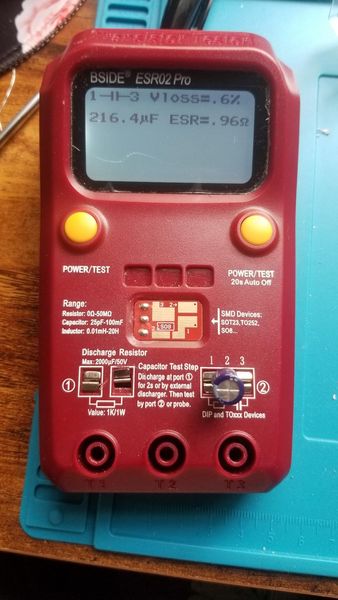 BSIDE® ESR02 Pro
1 3 Vloss=.6%
216.4µF ESR=.96Ω
POWER/TEST
POWER/TEST
20s Auto Off
Range:
Resistor: 0Ω-50MΩ
Capacitor: 25pF-100mF
Inductor: 0.01mH-20H
SMD Devices:
SOT23,TO252,
SO8...
Discharge Resistor
Max: 2000µF/50V
Capacitor Test Step
Discharge at port ①
for 2s or by external
discharger. Then test
by port ② or probe.
①
Value: 1K/1W
1 2 3
②
DIP and TOxxx Devices
T1 T2 T3